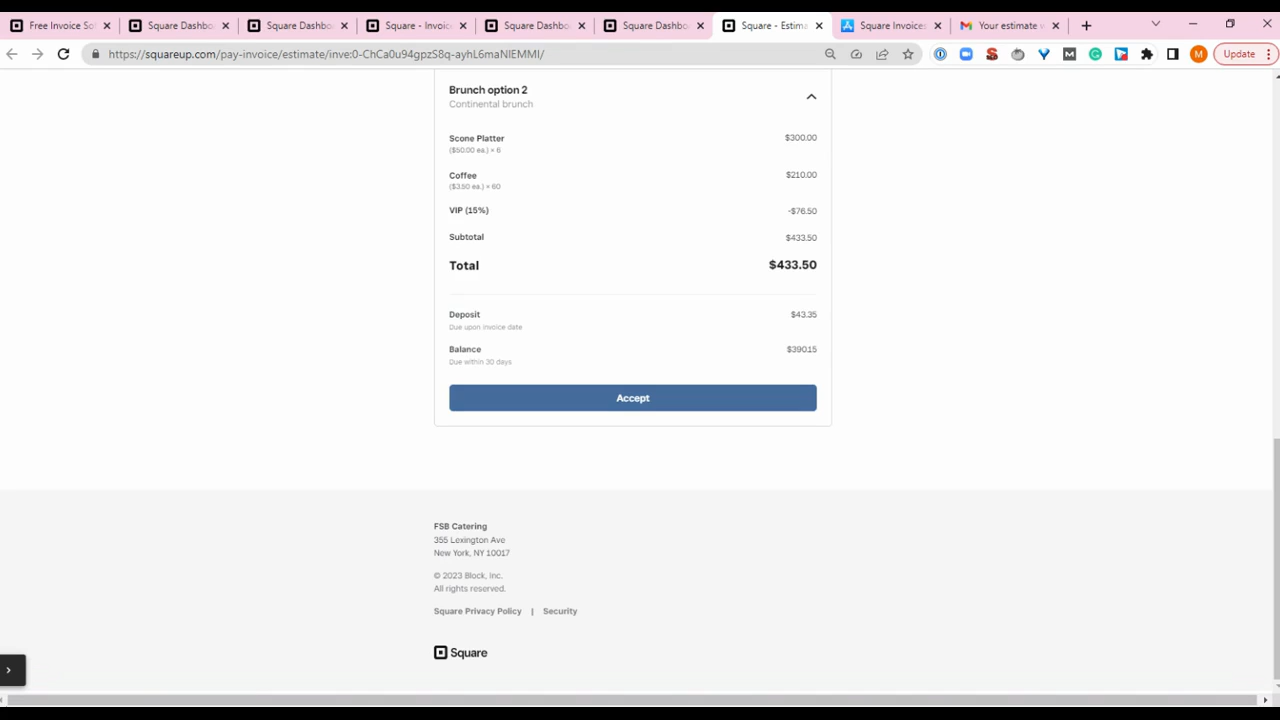 Free Invoice So
Square Dashbo
Square Dashbo
Square - Invoic
Square Dashbo
Square Dashbo
Square - Estima
Square Invoices
Your estimate w
https://squareup.com/pay-invoice/estimate/inve:0-ChCa0u94gpzS8q-ayhL6maNIEMMI/
M
Update
Brunch option 2
Continental brunch
Scone Platter
$300.00
($50.00 ea.) × 6
Coffee
$210.00
($3.50 ea.) × 60
VIP (15%)
-$76.50
Subtotal
$433.50
Total
$433.50
Deposit
$43.35
Due upon invoice date
Balance
$390.15
Due within 30 days
Accept
FSB Catering
355 Lexington Ave
New York, NY 10017
© 2023 Block, Inc.
All rights reserved.
Square Privacy Policy | Security
Square